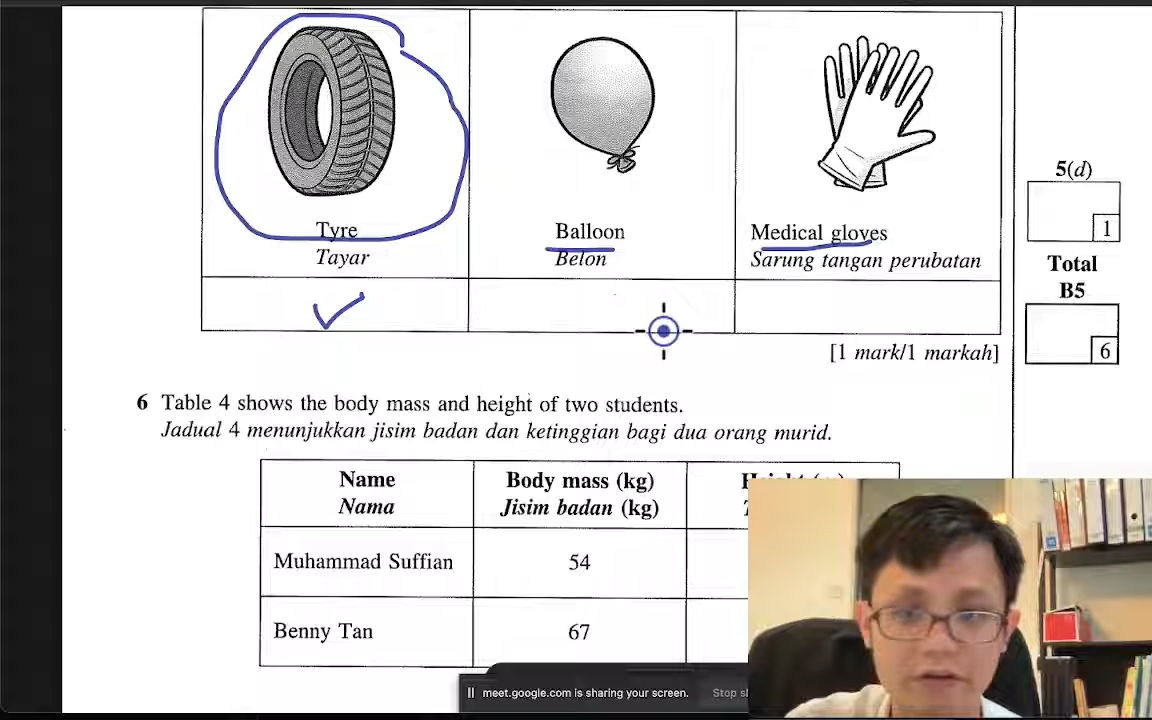 Tyre
Tayar
Balloon
Belon
Medical gloves
Sarung tangan perubatan
5(d)
1
Total
B5
6
[1 mark/1 markah]
6 Table 4 shows the body mass and height of two students.
Jadual 4 menunjukkan jisim badan dan ketinggian bagi dua orang murid.
Name
Nama
Body mass (kg)
Jisim badan (kg)
Muhammad Suffian
54
Benny Tan
67
meet.google.com is sharing your screen.
Stop